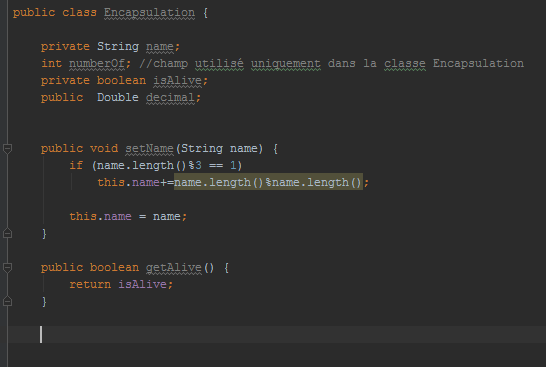 public class Encapsulation {
private String name;
int numberOf; //champ utilisé uniquement dans la classe Encapsulation
private boolean isAlive;
public  Double decimal;
public void setName(String name) {
if (name.length()%3 == 1)
this.name+=name.length()%name.length();
this.name = name;
}
public boolean getAlive() {
return isAlive;
}